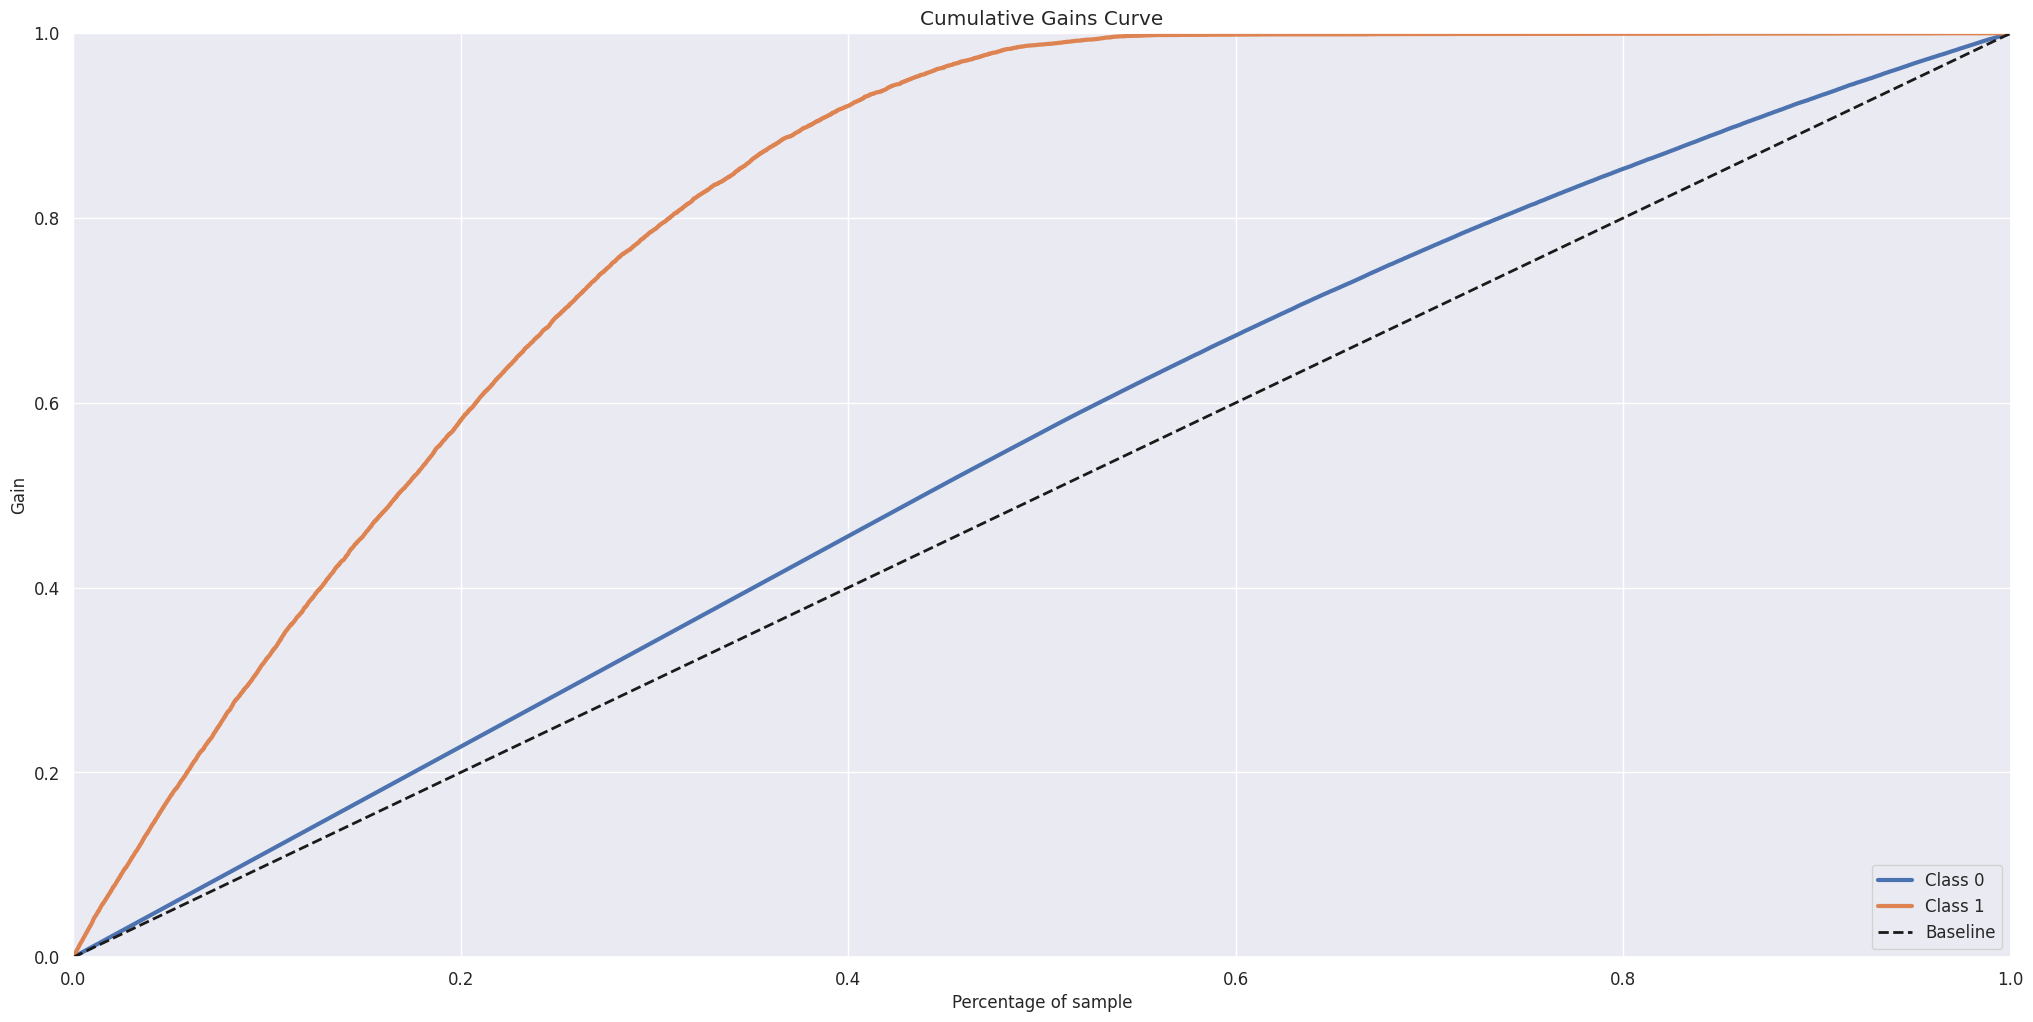 Cumulative Gains Curve
1.0
0.8
0.6
0.4
0.2
0.0
Gain
0.0 0.2 0.4 0.6 0.8 1.0
Percentage of sample
Class 0
Class 1
Baseline